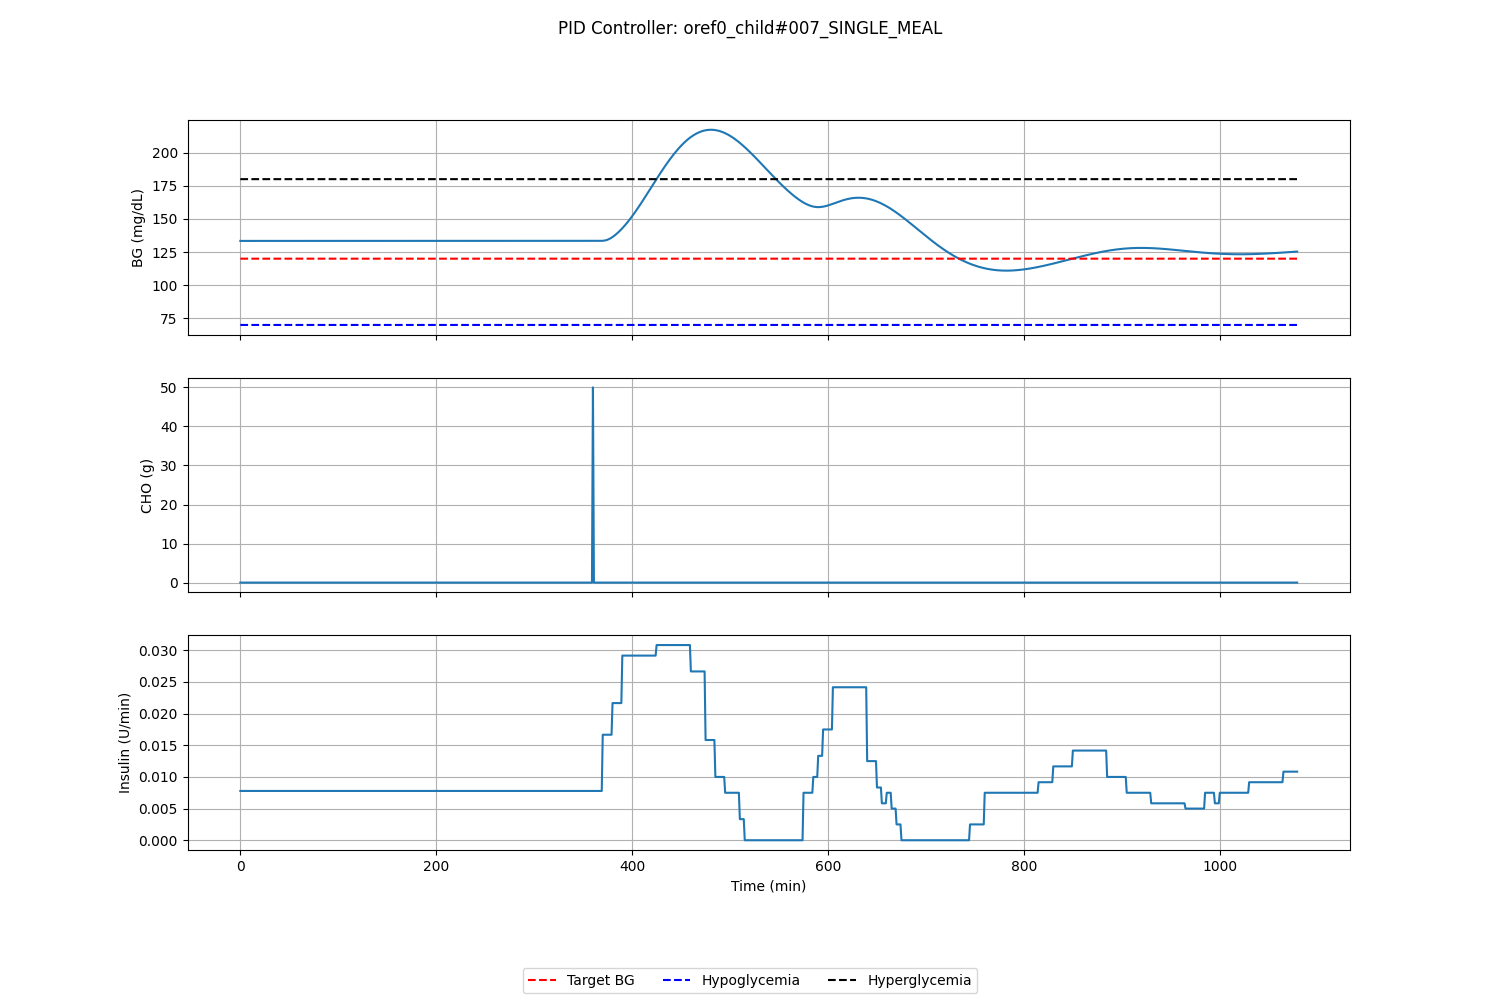 PID Controller: oref0_child#007_SINGLE_MEAL
200
175
150
125
100
75
BG (mg/dL)
50
40
30
20
10
0
CHO (g)
0.030
0.025
0.020
0.015
0.010
0.005
0.000
Insulin (U/min)
0 200 400 600 800 1000
Time (min)
Target BG Hypoglycemia Hyperglycemia